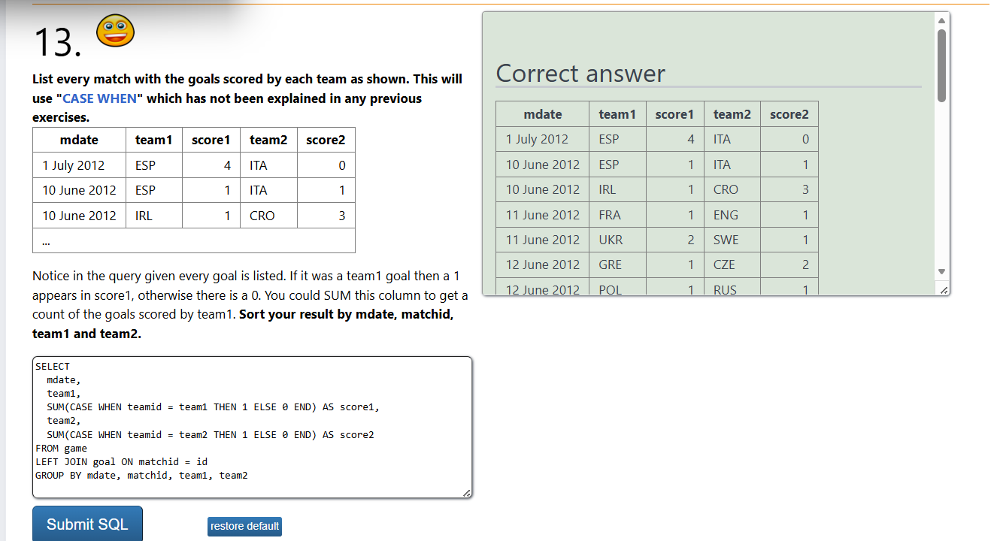 13.
List every match with the goals scored by each team as shown. This will
use "CASE WHEN" which has not been explained in any previous
exercises.
mdate team1 score1 team2 score2
1 July 2012 ESP 4 ITA 0
10 June 2012 ESP 1 ITA 1
10 June 2012 IRL 1 CRO 3
...
Notice in the query given every goal is listed. If it was a team1 goal then a 1
appears in score1, otherwise there is a 0. You could SUM this column to get a
count of the goals scored by team1. Sort your result by mdate, matchid,
team1 and team2.
SELECT
mdate,
team1,
SUM(CASE WHEN teamid = team1 THEN 1 ELSE 0 END) AS score1,
team2,
SUM(CASE WHEN teamid = team2 THEN 1 ELSE 0 END) AS score2
FROM game
LEFT JOIN goal ON matchid = id
GROUP BY mdate, matchid, team1, team2
Submit SQL
restore default
Correct answer
mdate team1 score1 team2 score2
1 July 2012 ESP 4 ITA 0
10 June 2012 ESP 1 ITA 1
10 June 2012 IRL 1 CRO 3
11 June 2012 FRA 1 ENG 1
11 June 2012 UKR 2 SWE 1
12 June 2012 GRE 1 CZE 2
12 June 2012 POL 1 RUS 1